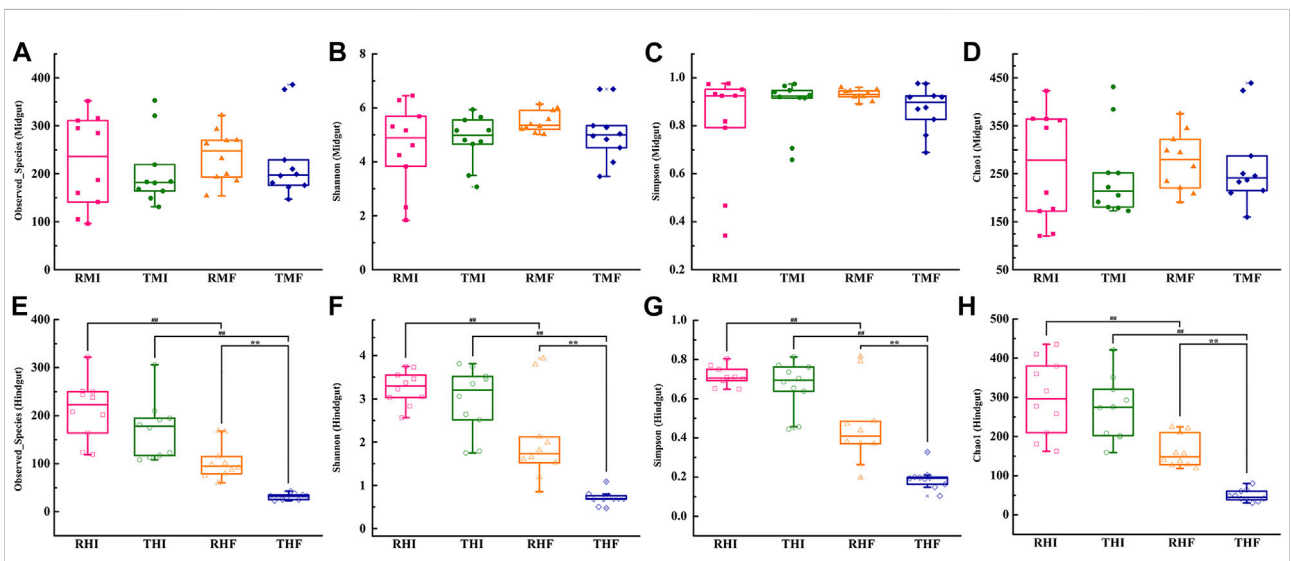 A
B
C
D
Observed_Species (Midgut)
400
300
200
100
0
RMI TMI RMF TMF
Shannon (Midgut)
8
6
4
2
0
RMI TMI RMF TMF
Simpson (Midgut)
1.0
0.9
0.8
0.4
0.2
RMI TMI RMF TMF
Chao1 (Midgut)
450
350
250
150
50
RMI TMI RMF TMF
E
F
G
H
Observed_Species (Hindgut)
400
300
200
100
0
##
##
**
RHI THI RHF THF
Shannon (Hinddgut)
4
3
2
1
0
##
##
**
RHI THI RHF THF
Simpson (Hindgut)
1.0
0.8
0.6
0.4
0.2
0.0
##
##
**
RHI THI RHF THF
Chao1 (Hindgut)
500
400
300
200
150
100
50
0
##
##
**
RHI THI RHF THF